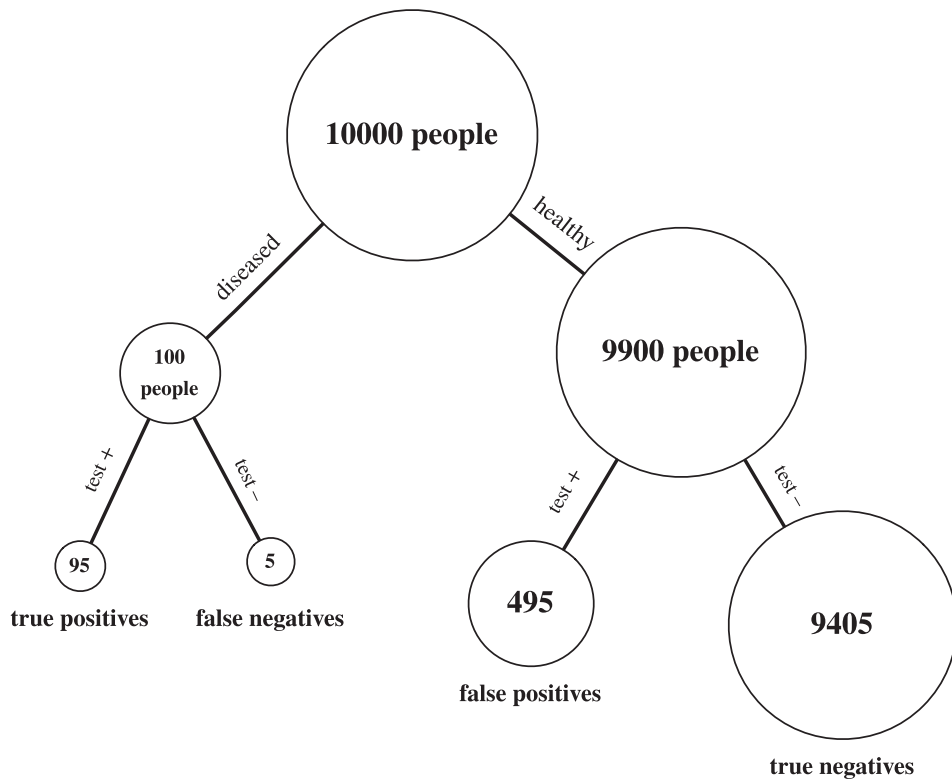 10000 people
diseased
healthy
100
people
9900 people
test +
test –
test +
test –
95
5
true positives
false negatives
495
9405
false positives
true negatives